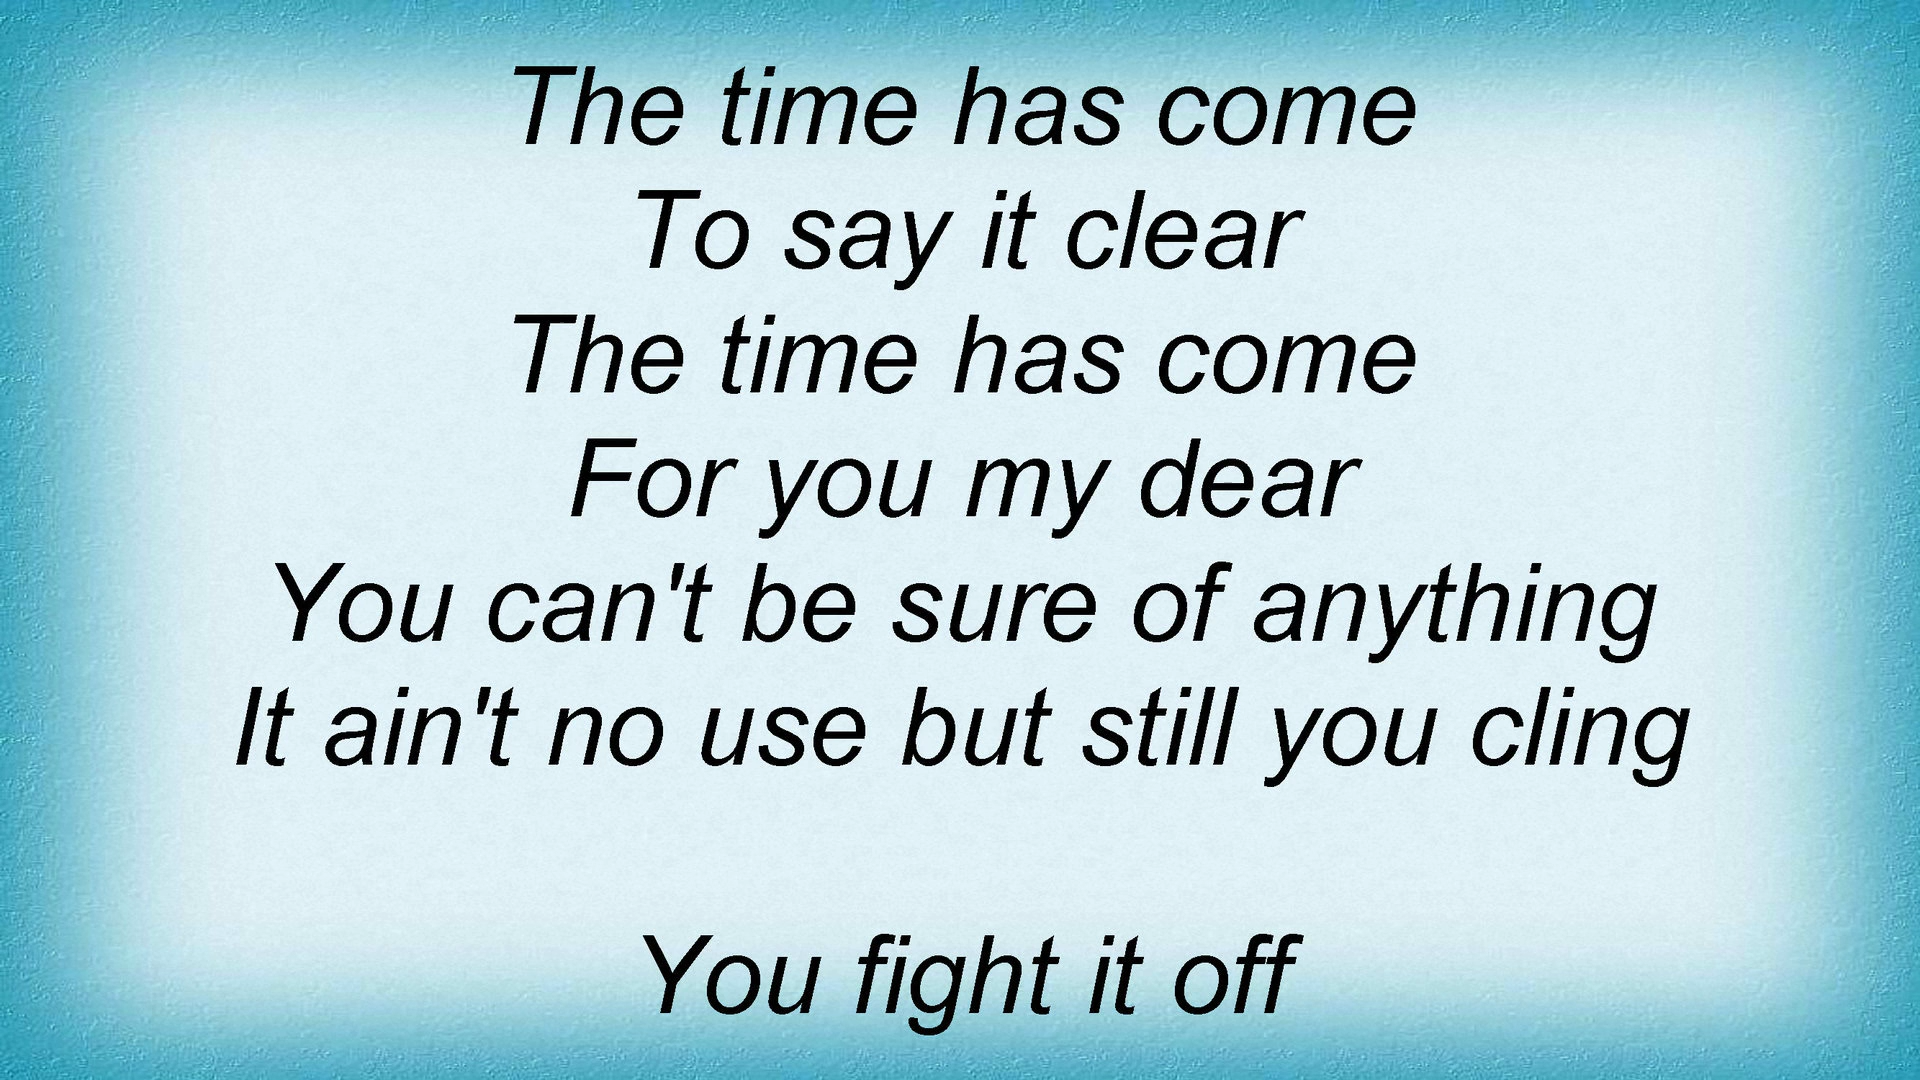 The time has come
To say it clear
The time has come
For you my dear
You can't be sure of anything
It ain't no use but still you cling
You fight it off